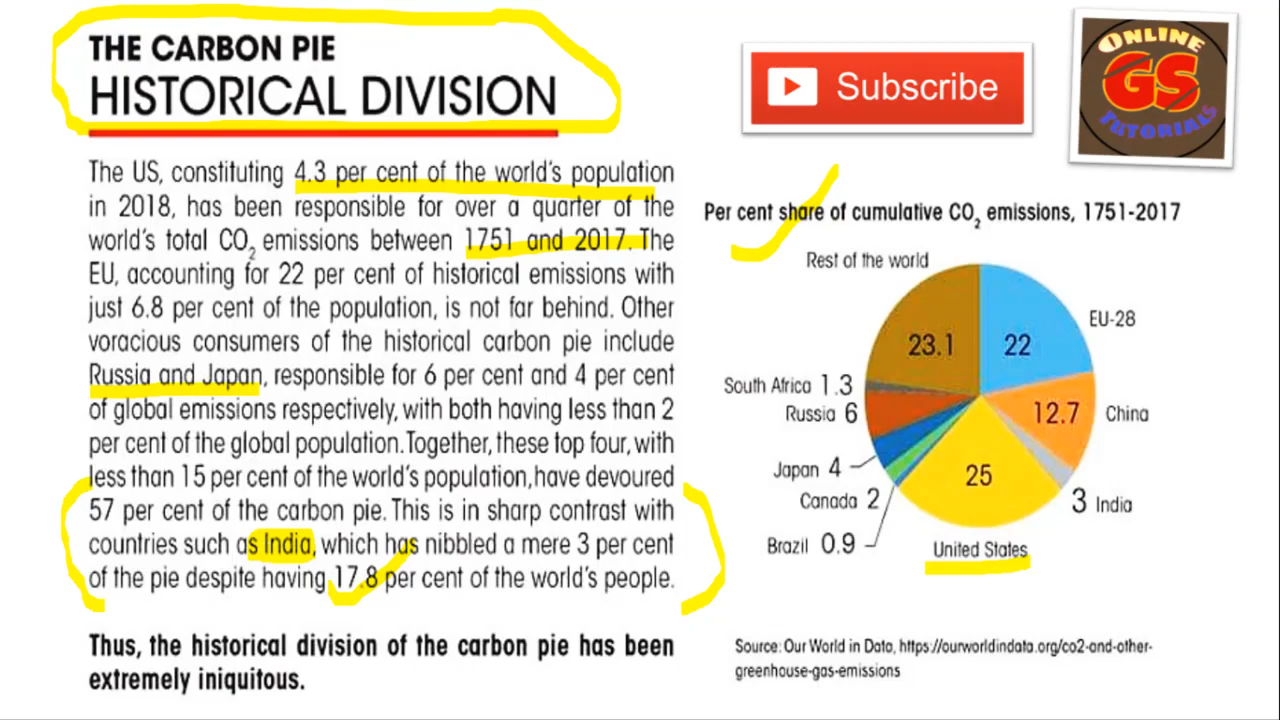 THE CARBON PIE
HISTORICAL DIVISION
The US, constituting 4.3 per cent of the world's population
in 2018, has been responsible for over a quarter of the
world's total CO₂ emissions between 1751 and 2017. The
EU, accounting for 22 per cent of historical emissions with
just 6.8 per cent of the population, is not far behind. Other
voracious consumers of the historical carbon pie include
Russia and Japan, responsible for 6 per cent and 4 per cent
of global emissions respectively, with both having less than 2
per cent of the global population. Together, these top four, with
less than 15 per cent of the world's population, have devoured
57 per cent of the carbon pie. This is in sharp contrast with
countries such as India, which has nibbled a mere 3 per cent
of the pie despite having 17.8 per cent of the world's people.
Thus, the historical division of the carbon pie has been
extremely iniquitous.
Subscribe
ONLINE
GS
TUTORIALS
Per cent share of cumulative CO₂ emissions, 1751-2017
Rest of the world
23.1
22
EU-28
South Africa 1.3
Russia 6
12.7
China
Japan 4
25
Canada 2
3 India
Brazil 0.9
United States
Source: Our World in Data, https://ourworldindata.org/co2-and-other-
greenhouse-gas-emissions